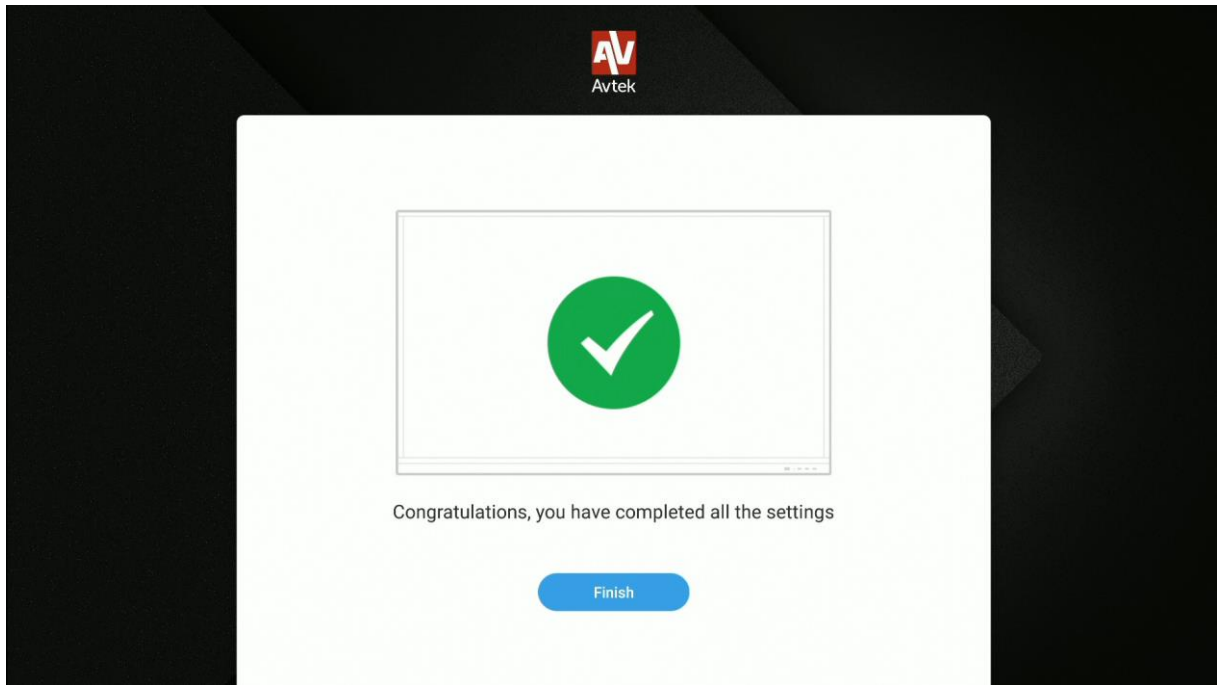 AV
Avtek
Congratulations, you have completed all the settings
Finish